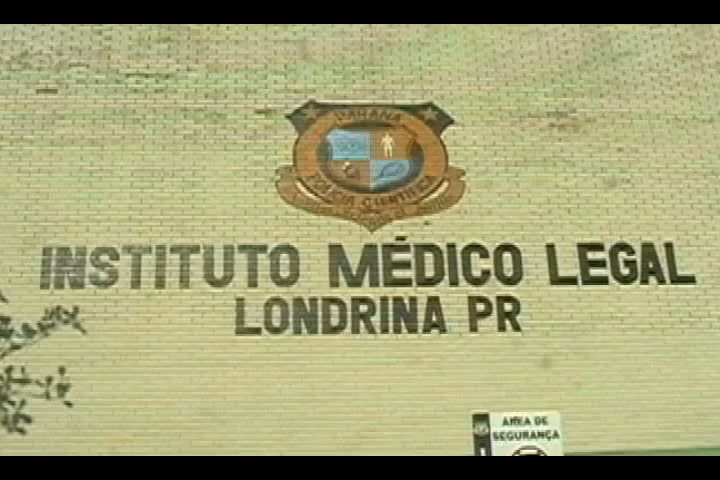 PARANÁ
POLÍCIA CIENTÍFICA
INSTITUTO MÉDICO LEGAL
LONDRINA PR
ÁREA DE
SEGURANÇA